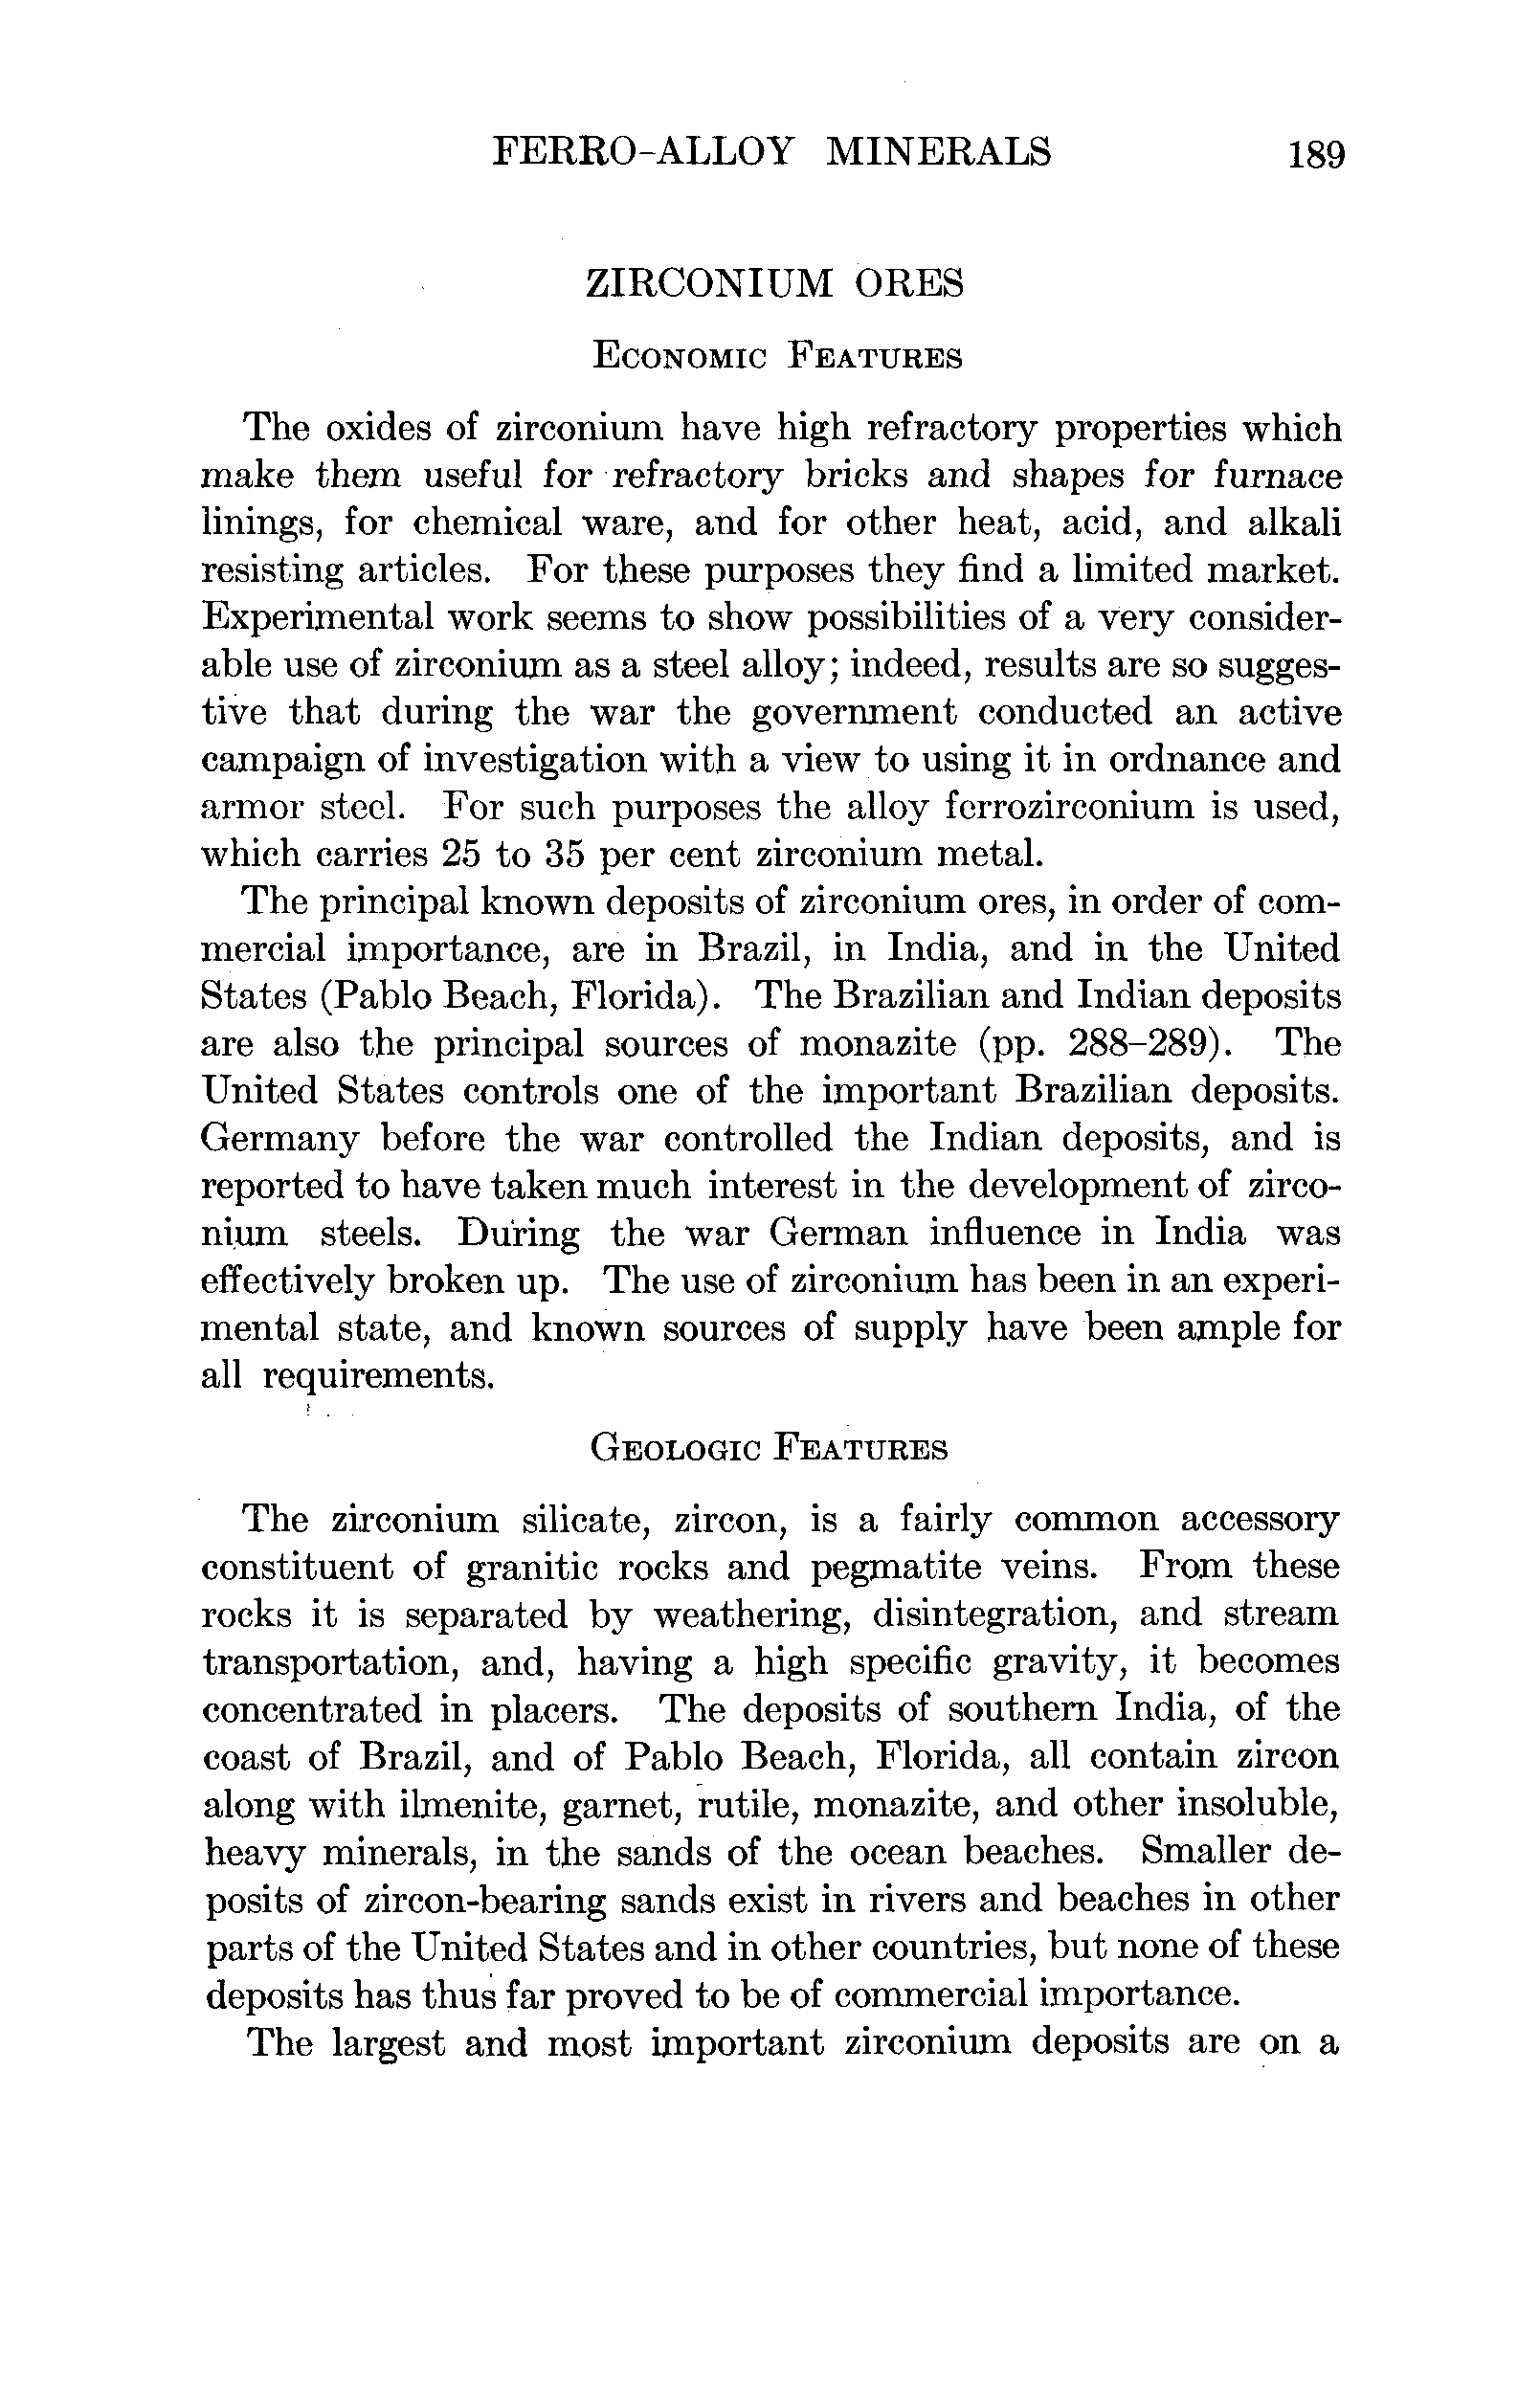 FERRO-ALLOY MINERALS 189
ZIRCONIUM ORES
ECONOMIC FEATURES
The oxides of zirconium have high refractory properties which
make them useful for refractory bricks and shapes for furnace
linings, for chemical ware, and for other heat, acid, and alkali
resisting articles. For these purposes they find a limited market.
Experimental work seems to show possibilities of a very consider-
able use of zirconium as a steel alloy; indeed, results are so sugges-
tive that during the war the government conducted an active
campaign of investigation with a view to using it in ordnance and
armor steel. For such purposes the alloy ferrozirconium is used,
which carries 25 to 35 per cent zirconium metal.
The principal known deposits of zirconium ores, in order of com-
mercial importance, are in Brazil, in India, and in the United
States (Pablo Beach, Florida). The Brazilian and Indian deposits
are also the principal sources of monazite (pp. 288–289). The
United States controls one of the important Brazilian deposits.
Germany before the war controlled the Indian deposits, and is
reported to have taken much interest in the development of zirco-
nium steels. During the war German influence in India was
effectively broken up. The use of zirconium has been in an experi-
mental state, and known sources of supply have been ample for
all requirements.
GEOLOGIC FEATURES
The zirconium silicate, zircon, is a fairly common accessory
constituent of granitic rocks and pegmatite veins. From these
rocks it is separated by weathering, disintegration, and stream
transportation, and, having a high specific gravity, it becomes
concentrated in placers. The deposits of southern India, of the
coast of Brazil, and of Pablo Beach, Florida, all contain zircon
along with ilmenite, garnet, rutile, monazite, and other insoluble,
heavy minerals, in the sands of the ocean beaches. Smaller de-
posits of zircon-bearing sands exist in rivers and beaches in other
parts of the United States and in other countries, but none of these
deposits has thus far proved to be of commercial importance.
The largest and most important zirconium deposits are on a